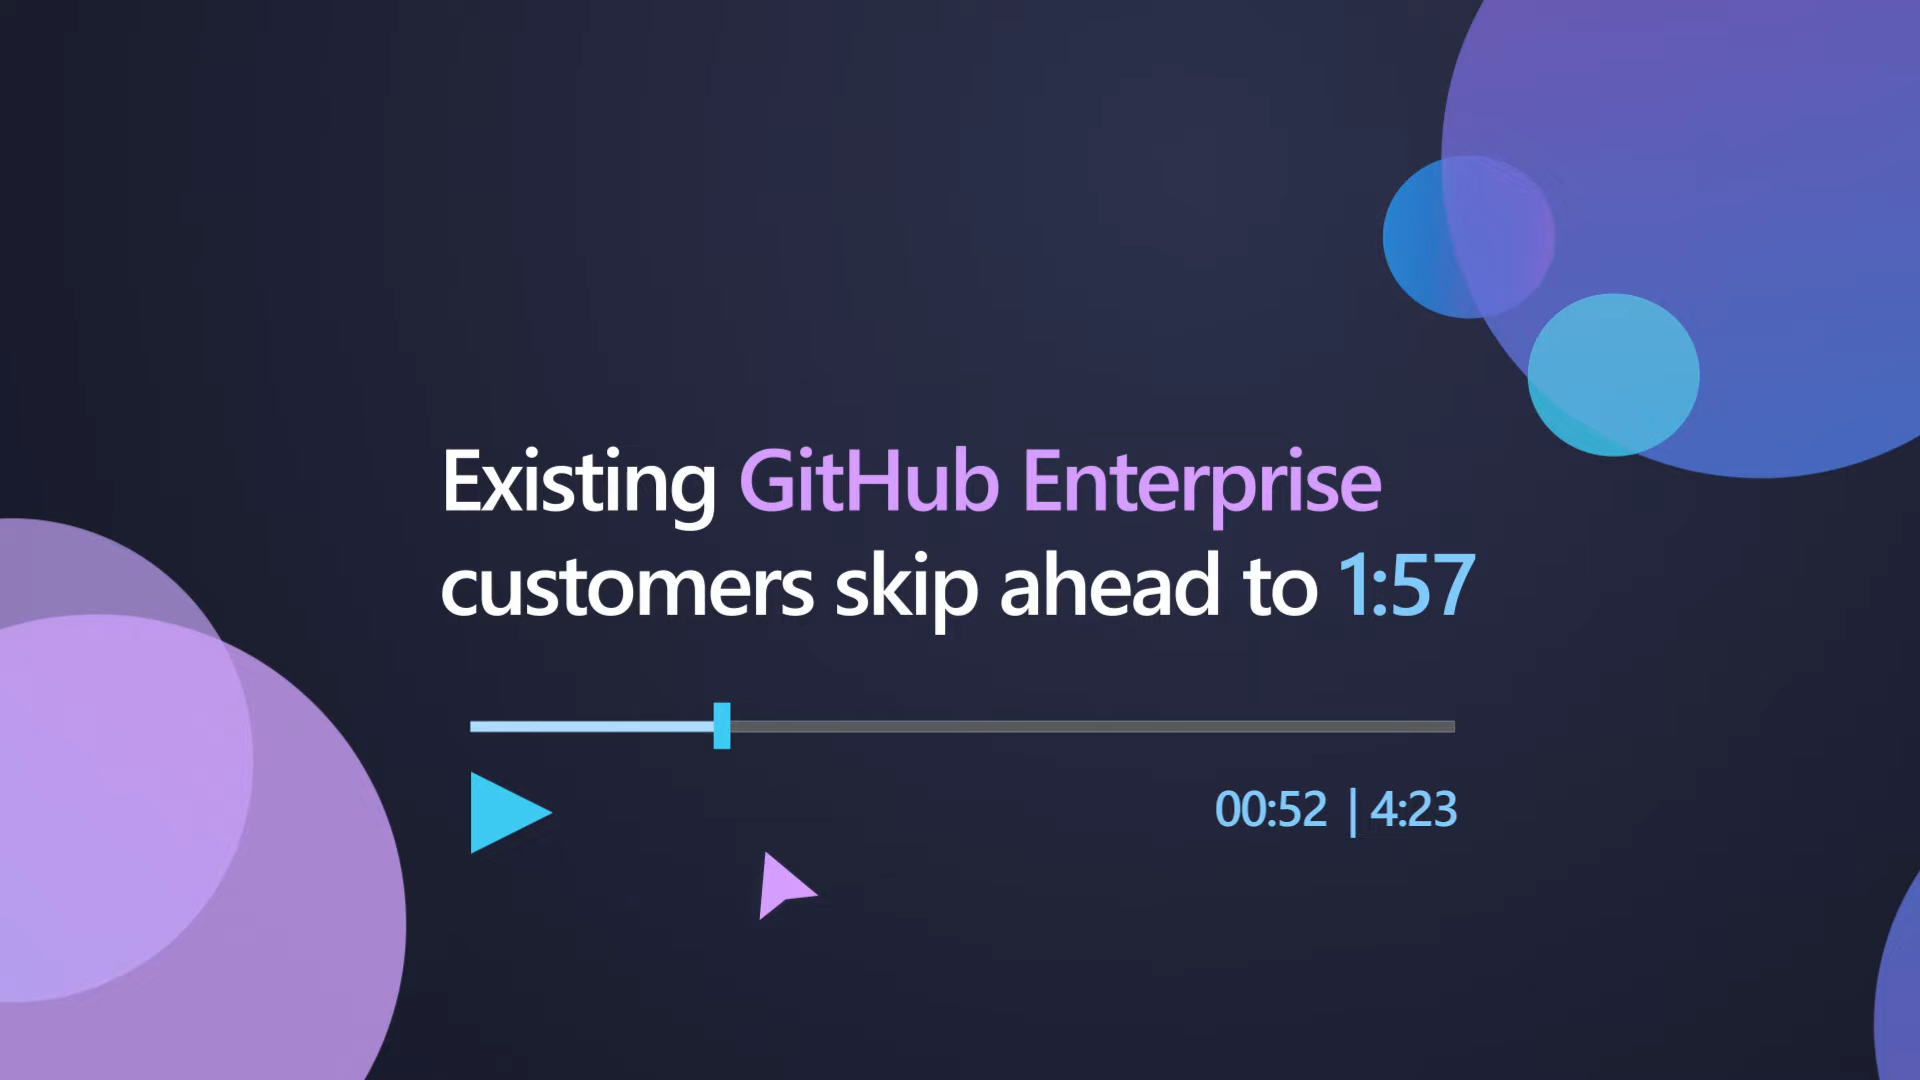 Existing GitHub Enterprise
customers skip ahead to 1:57
00:52 | 4:23